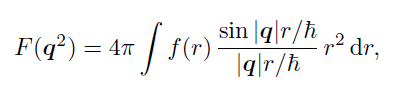 F(q²) = 4π ∫ f(r) sin |q|r/ℏ / |q|r/ℏ r² dr,